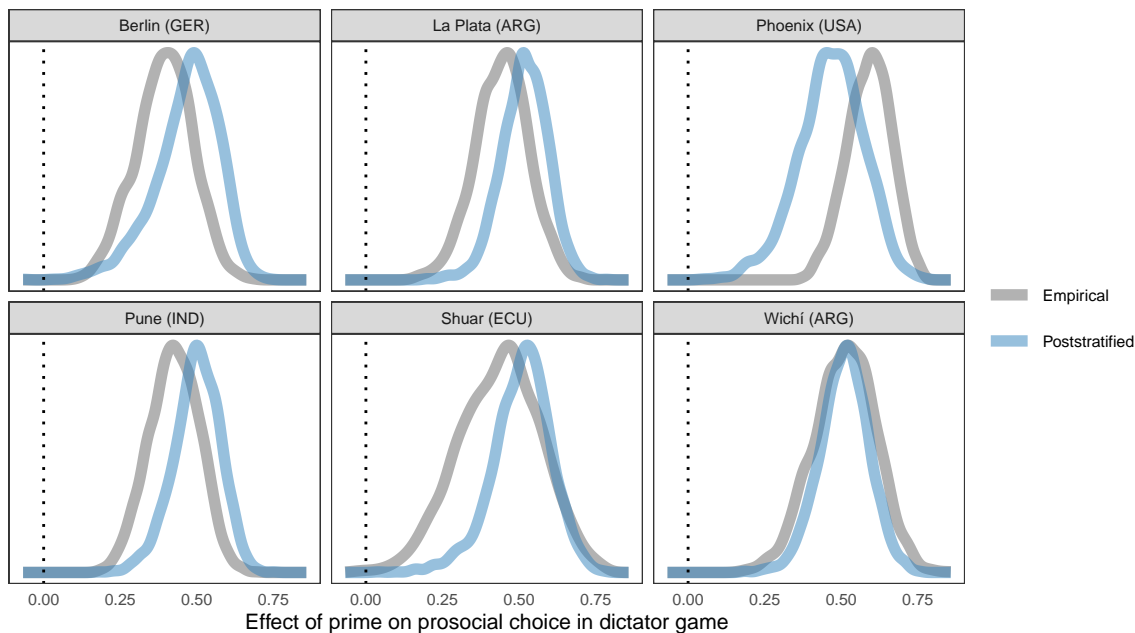 Berlin (GER)
La Plata (ARG)
Phoenix (USA)
Pune (IND)
Shuar (ECU)
Wichí (ARG)
0.00 0.25 0.50 0.75
0.00 0.25 0.50 0.75
0.00 0.25 0.50 0.75
Effect of prime on prosocial choice in dictator game
Empirical
Poststratified